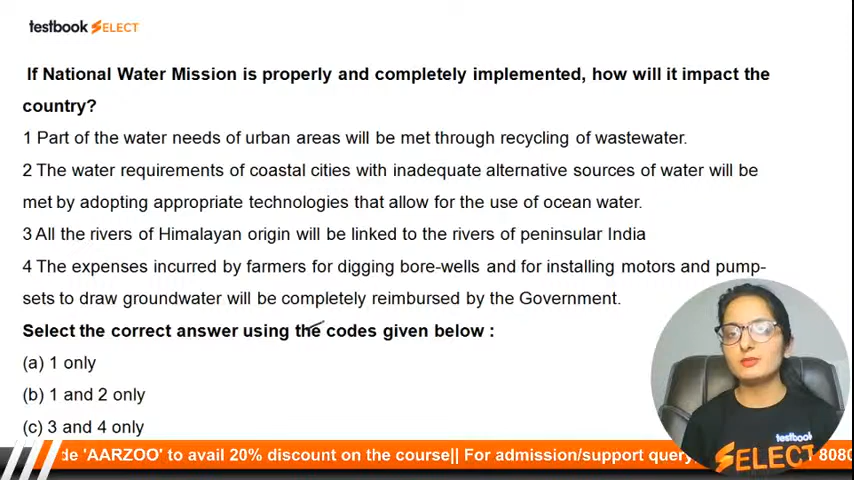 testbook SELECT
If National Water Mission is properly and completely implemented, how will it impact the
country?
1 Part of the water needs of urban areas will be met through recycling of wastewater.
2 The water requirements of coastal cities with inadequate alternative sources of water will be
met by adopting appropriate technologies that allow for the use of ocean water.
3 All the rivers of Himalayan origin will be linked to the rivers of peninsular India
4 The expenses incurred by farmers for digging bore-wells and for installing motors and pump-
sets to draw groundwater will be completely reimbursed by the Government.
Select the correct answer using the codes given below :
(a) 1 only
(b) 1 and 2 only
(c) 3 and 4 only
testbook
SELECT
de 'AARZOO' to avail 20% discount on the course|| For admission/support query, 8080